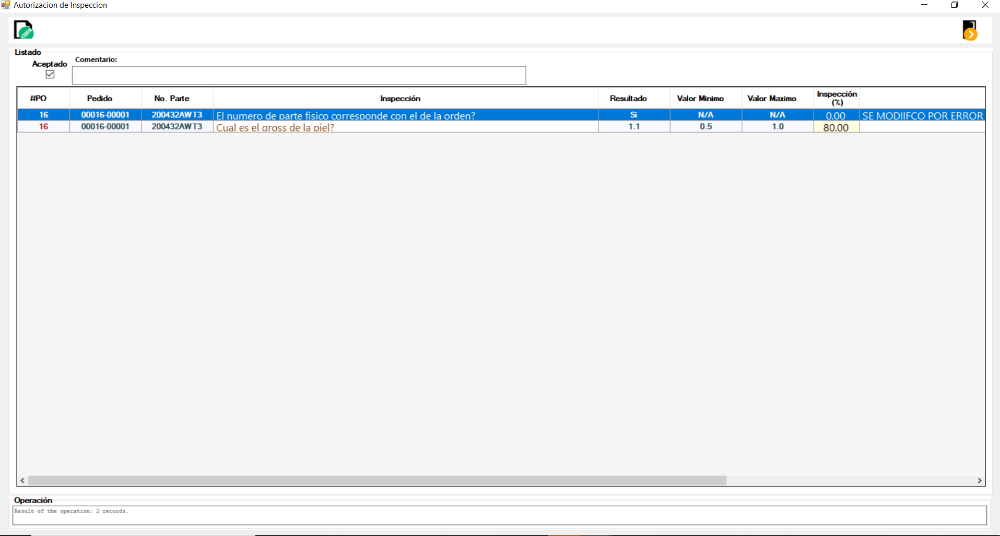 Autorizacion de Inspeccion
Listado
Aceptado
Comentario:
#PO Pedido No. Parte Inspección Resultado Valor Minimo Valor Maximo Inspección (%)
16 00016-00001 200432AWT3 El numero de parte fisico corresponde con el de la orden? Si N/A N/A 0.00 SE MODIIFCO POR ERROR
16 00016-00001 200432AWT3 Cual es el gross de la piel? 1.1 0.5 1.0 80.00
Operación
Result of the operation: 2 records.